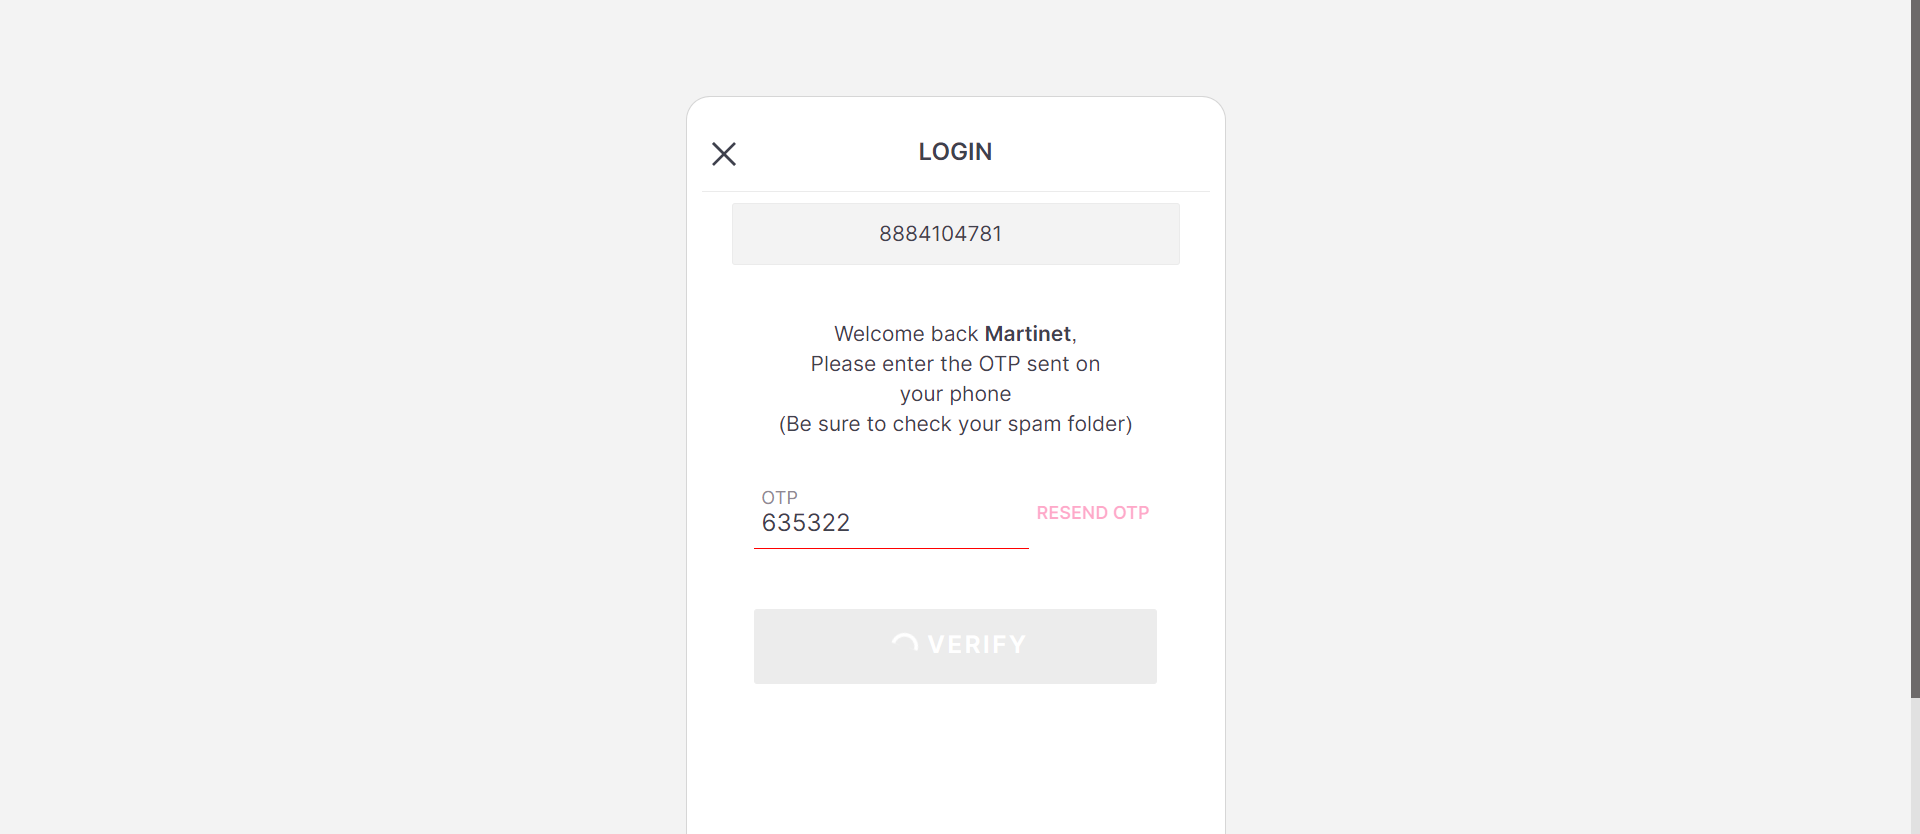 LOGIN
8884104781
Welcome back Martinet,
Please enter the OTP sent on
your phone
(Be sure to check your spam folder)
OTP
635322
RESEND OTP
VERIFY